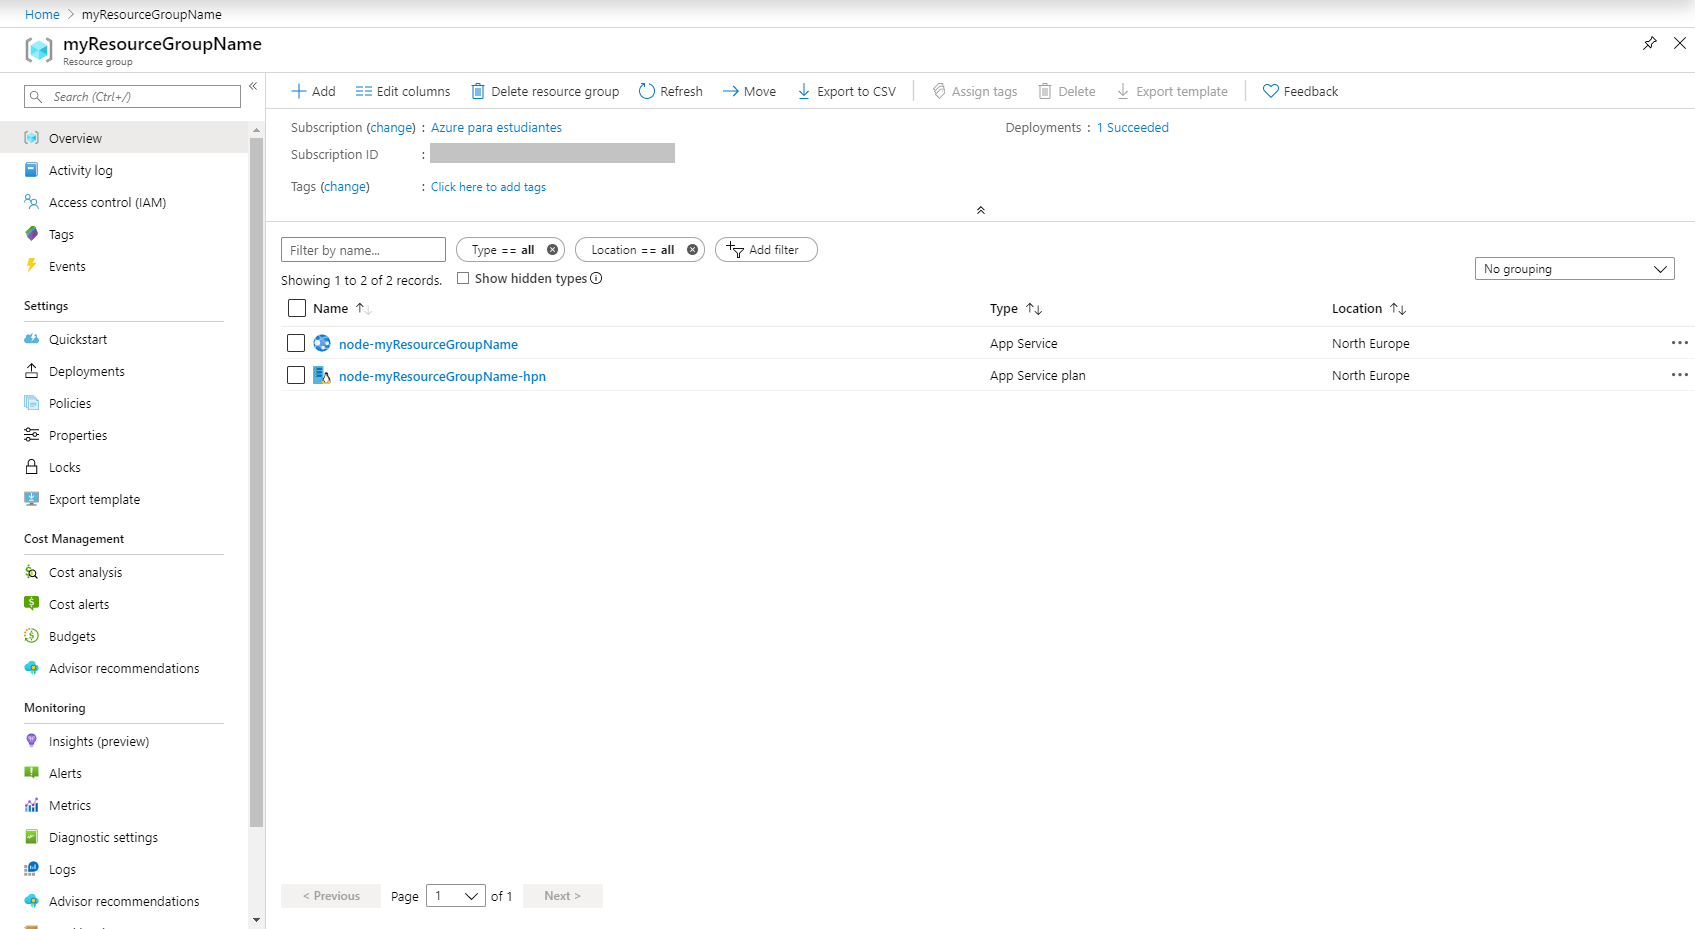 Home > myResourceGroupName
myResourceGroupName
Resource group
Search (Ctrl+/)
«
Overview
Activity log
Access control (IAM)
Tags
Events
Settings
Quickstart
Deployments
Policies
Properties
Locks
Export template
Cost Management
Cost analysis
Cost alerts
Budgets
Advisor recommendations
Monitoring
Insights (preview)
Alerts
Metrics
Diagnostic settings
Logs
Advisor recommendations
Add Edit columns Delete resource group Refresh Move Export to CSV Assign tags Delete Export template Feedback
Subscription (change) : Azure para estudiantes
Deployments : 1 Succeeded
Subscription ID :
Tags (change) : Click here to add tags
Filter by name... Type == all Location == all Add filter
Showing 1 to 2 of 2 records. Show hidden types
No grouping
Name Type Location
node-myResourceGroupName App Service North Europe
node-myResourceGroupName-hpn App Service plan North Europe
< Previous Page 1 of 1 Next >